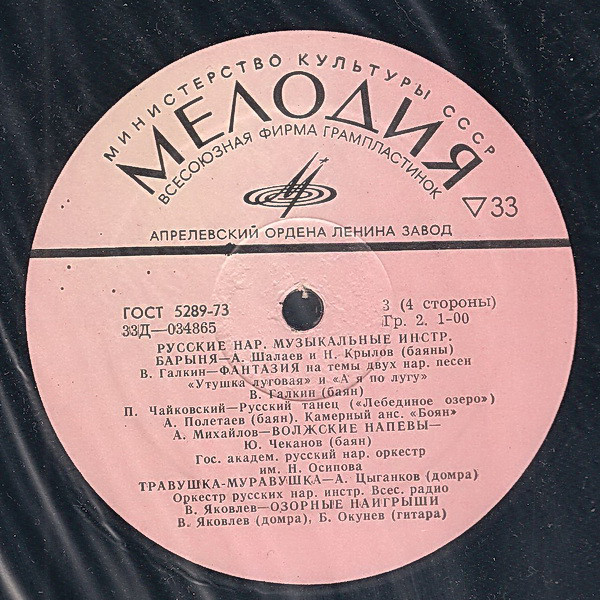 МИНИСТЕРСТВО КУЛЬТУРЫ СССР
МЕЛОДИЯ
ВСЕСОЮЗНАЯ ФИРМА ГРАМПЛАСТИНОК
▽33
АПРЕЛЕВСКИЙ ОРДЕНА ЛЕНИНА ЗАВОД
ГОСТ 5289-73
33Д—034865
3 (4 стороны)
Гр. 2. 1-00
РУССКИЕ НАР. МУЗЫКАЛЬНЫЕ ИНСТР.
БАРЫНЯ—А. Шалаев и Н. Крылов (баяны)
В. Галкин—ФАНТАЗИЯ на темы двух нар. песен
«Утушка луговая» и «А я по лугу»
В. Галкин (баян)
П. Чайковский—Русский танец («Лебединое озеро»)
А. Полетаев (баян), Камерный анс. «Боян»
А. Михайлов—ВОЛЖСКИЕ НАПЕВЫ—
Ю. Чеканов (баян)
Гос. академ. русский нар. оркестр
им. Н. Осипова
ТРАВУШКА-МУРАВУШКА—А. Цыганков (домра)
Оркестр русских нар. инстр. Всес. радио
В. Яковлев—ОЗОРНЫЕ НАИГРЫШИ
В. Яковлев (домра), Б. Окунев (гитара)